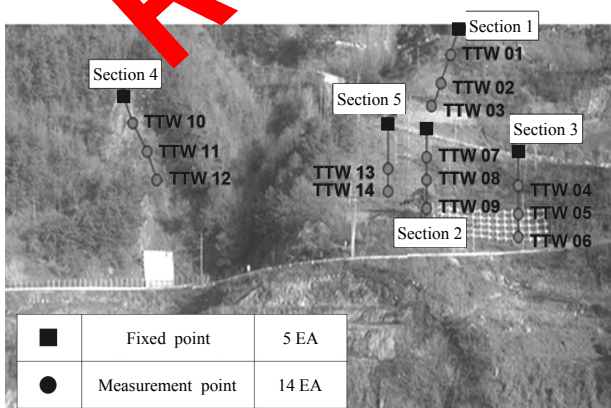 Section 1
TTW 01
Section 4
TTW 02
Section 5
TTW 03
TTW 10
Section 3
TTW 11
TTW 07
TTW 13
TTW 08
TTW 12
TTW 14
TTW 04
TTW 09
TTW 05
Section 2
TTW 06
Fixed point 5 EA
Measurement point 14 EA